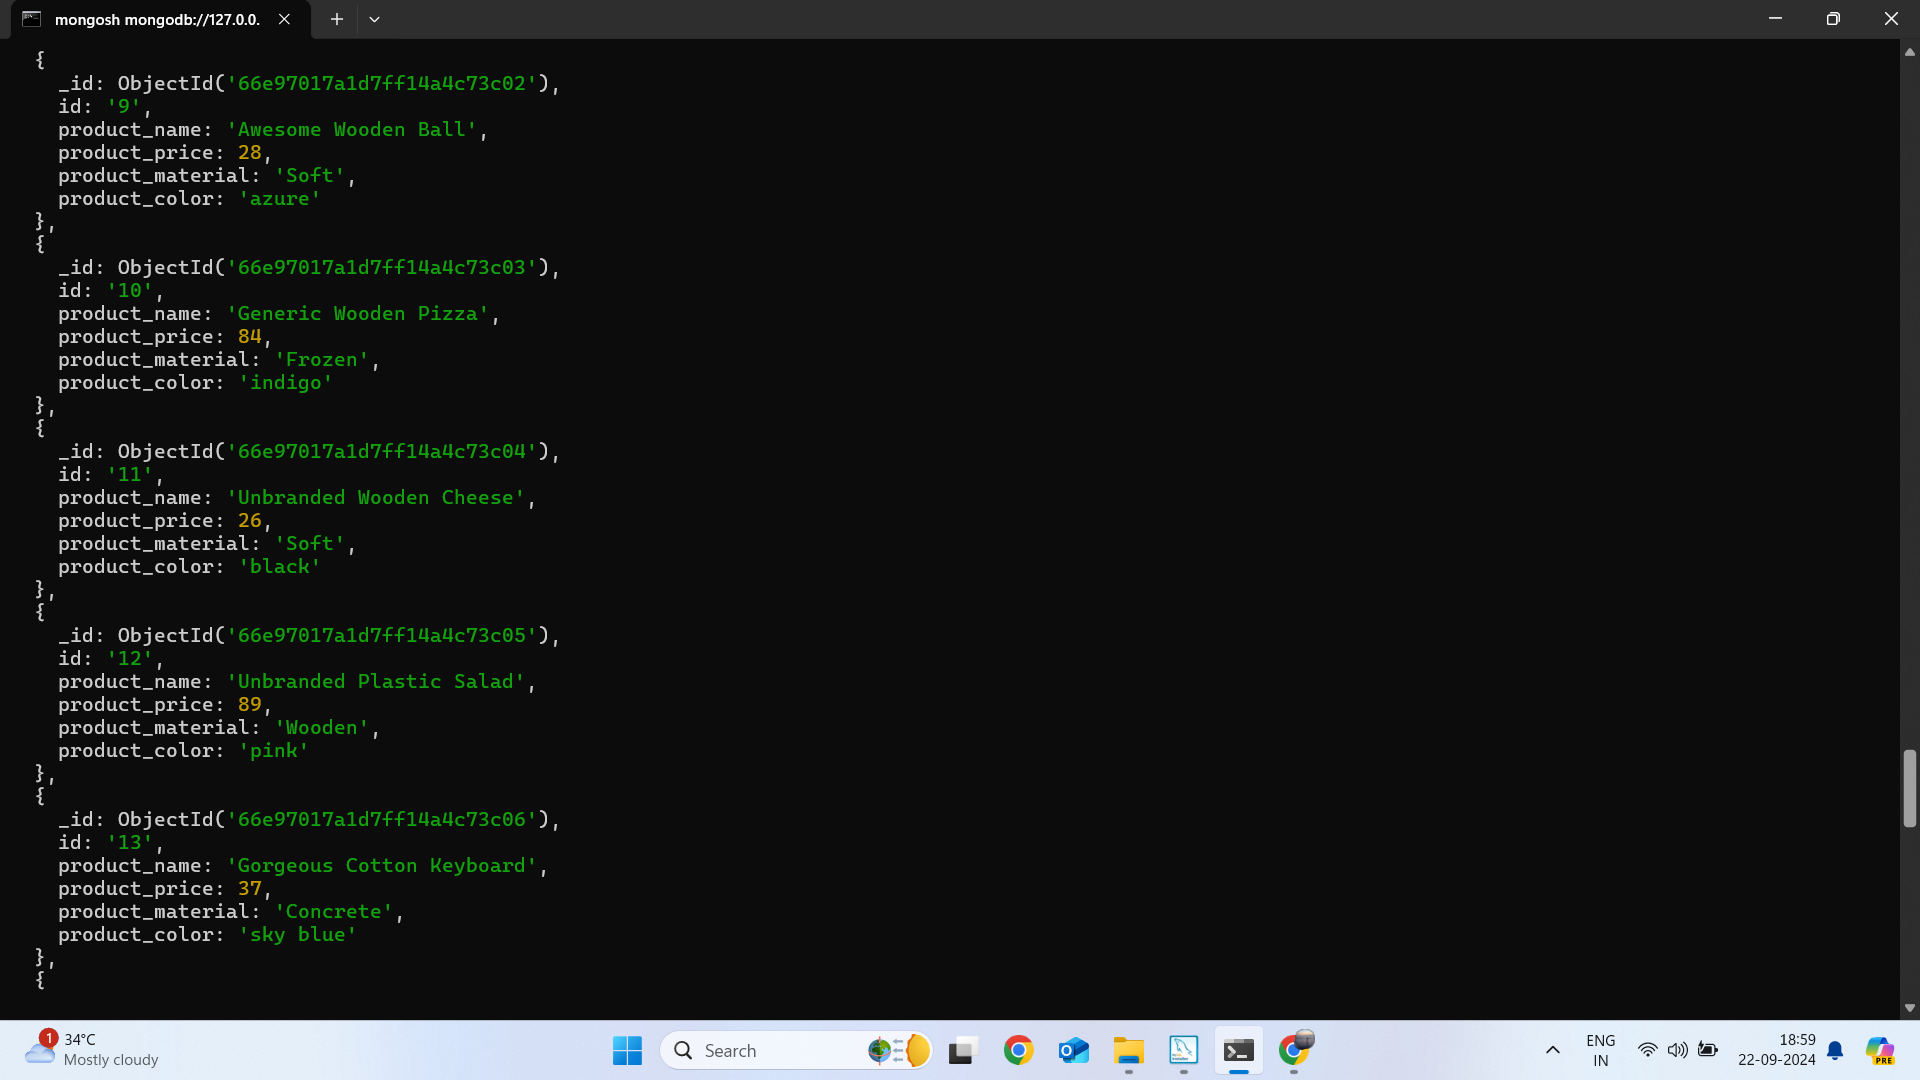 mongosh mongodb://127.0.0.
{
_id: ObjectId('66e97017a1d7ff14a4c73c02'),
id: '9',
product_name: 'Awesome Wooden Ball',
product_price: 28,
product_material: 'Soft',
product_color: 'azure'
},
{
_id: ObjectId('66e97017a1d7ff14a4c73c03'),
id: '10',
product_name: 'Generic Wooden Pizza',
product_price: 84,
product_material: 'Frozen',
product_color: 'indigo'
},
{
_id: ObjectId('66e97017a1d7ff14a4c73c04'),
id: '11',
product_name: 'Unbranded Wooden Cheese',
product_price: 26,
product_material: 'Soft',
product_color: 'black'
},
{
_id: ObjectId('66e97017a1d7ff14a4c73c05'),
id: '12',
product_name: 'Unbranded Plastic Salad',
product_price: 89,
product_material: 'Wooden',
product_color: 'pink'
},
{
_id: ObjectId('66e97017a1d7ff14a4c73c06'),
id: '13',
product_name: 'Gorgeous Cotton Keyboard',
product_price: 37,
product_material: 'Concrete',
product_color: 'sky blue'
},
{
1
34°C
Mostly cloudy
Search
ENG
IN
18:59
22-09-2024
PRE